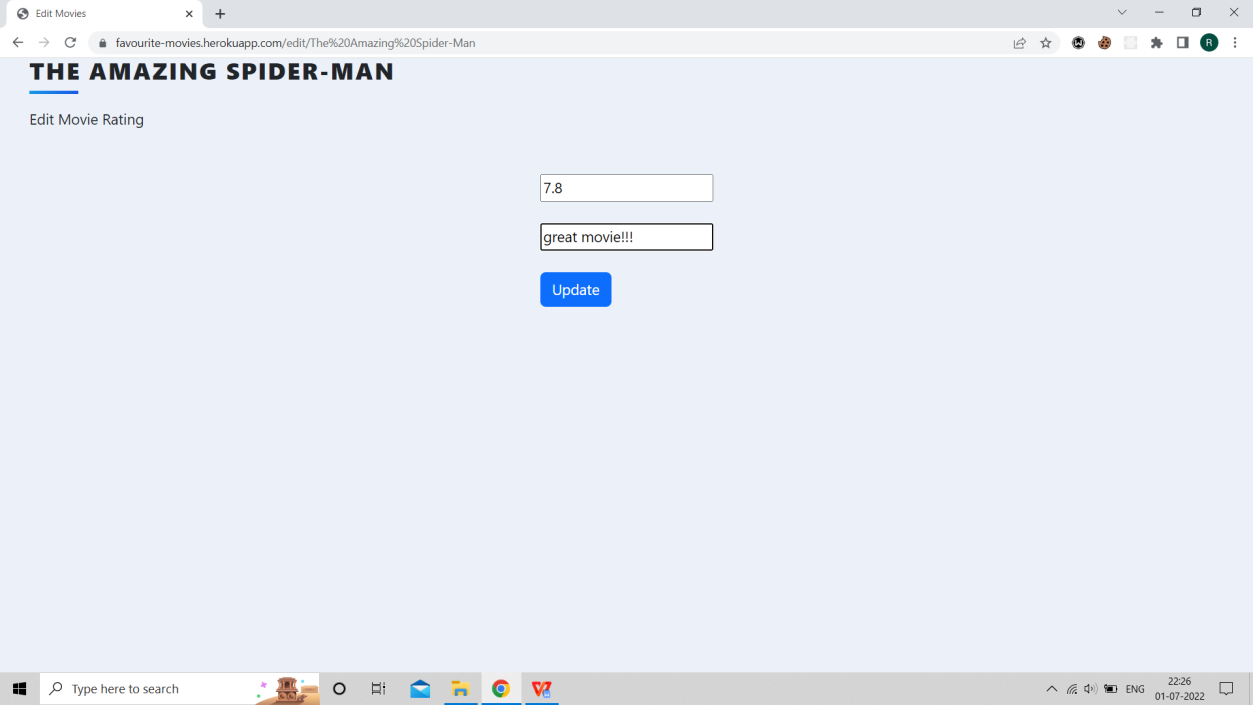 Edit Movies
favourite-movies.herokuapp.com/edit/The%20Amazing%20Spider-Man
R
THE AMAZING SPIDER-MAN
Edit Movie Rating
7.8
great movie!!!
Update
Type here to search
ENG
22:26
01-07-2022